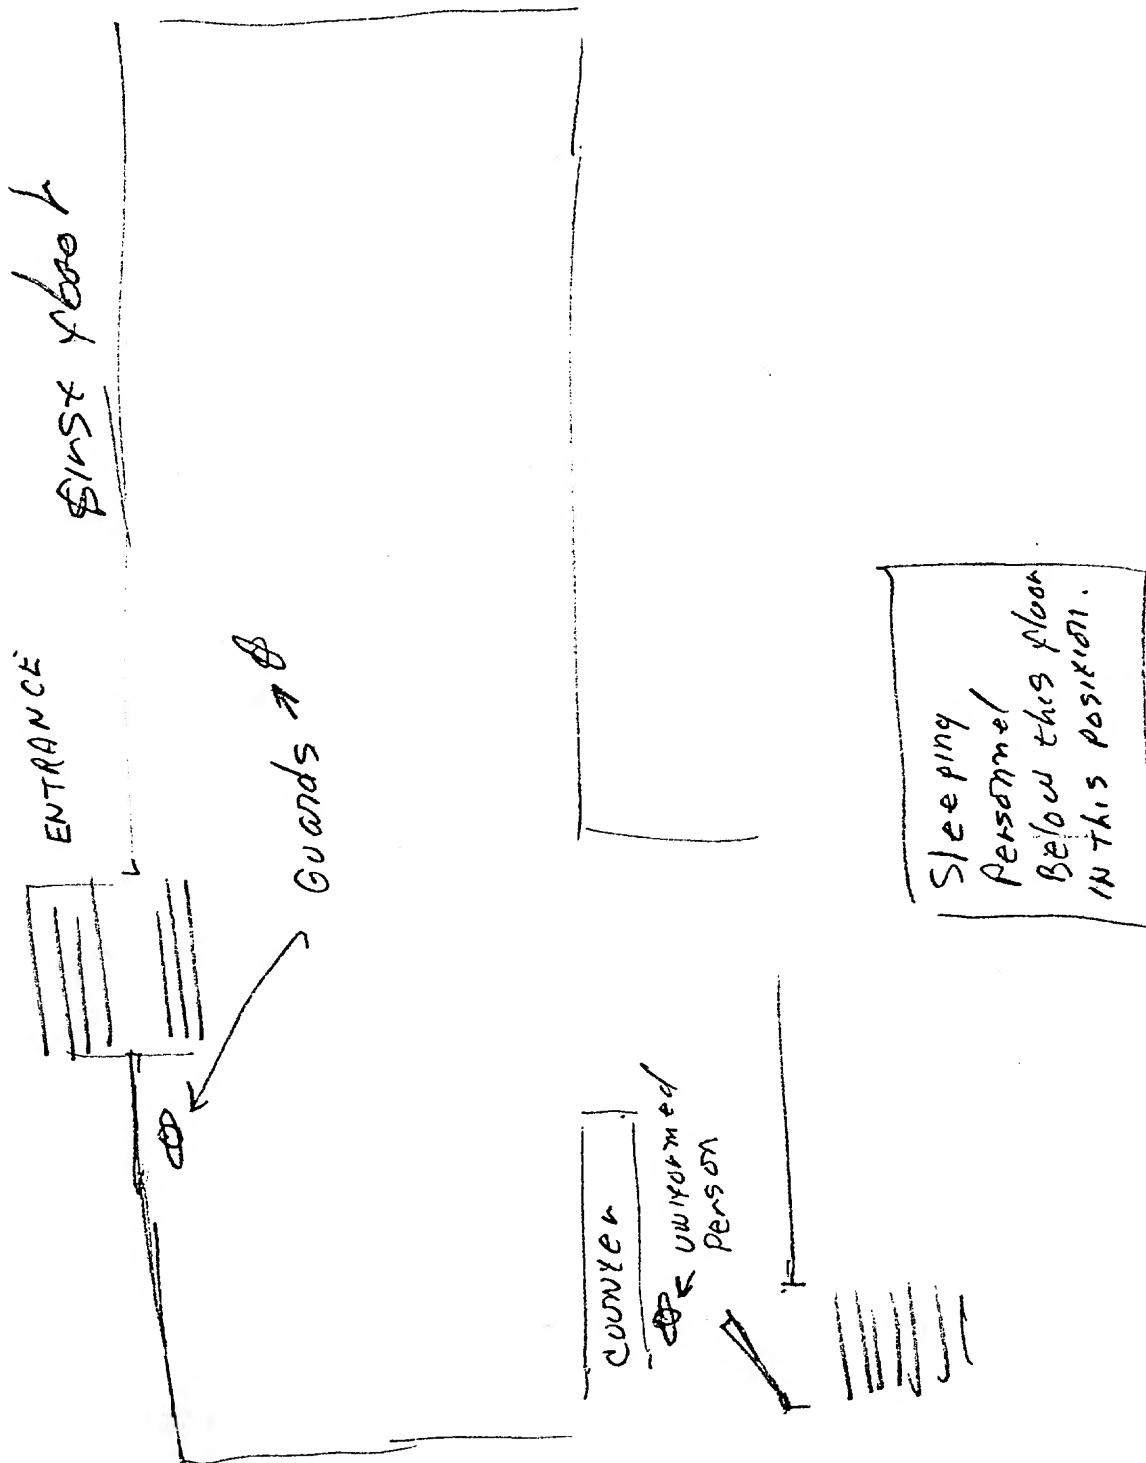 First floor
ENTRANCE
Guards
counter
uniformed
Person
Sleeping
Personnel
Below this floor
IN this position.